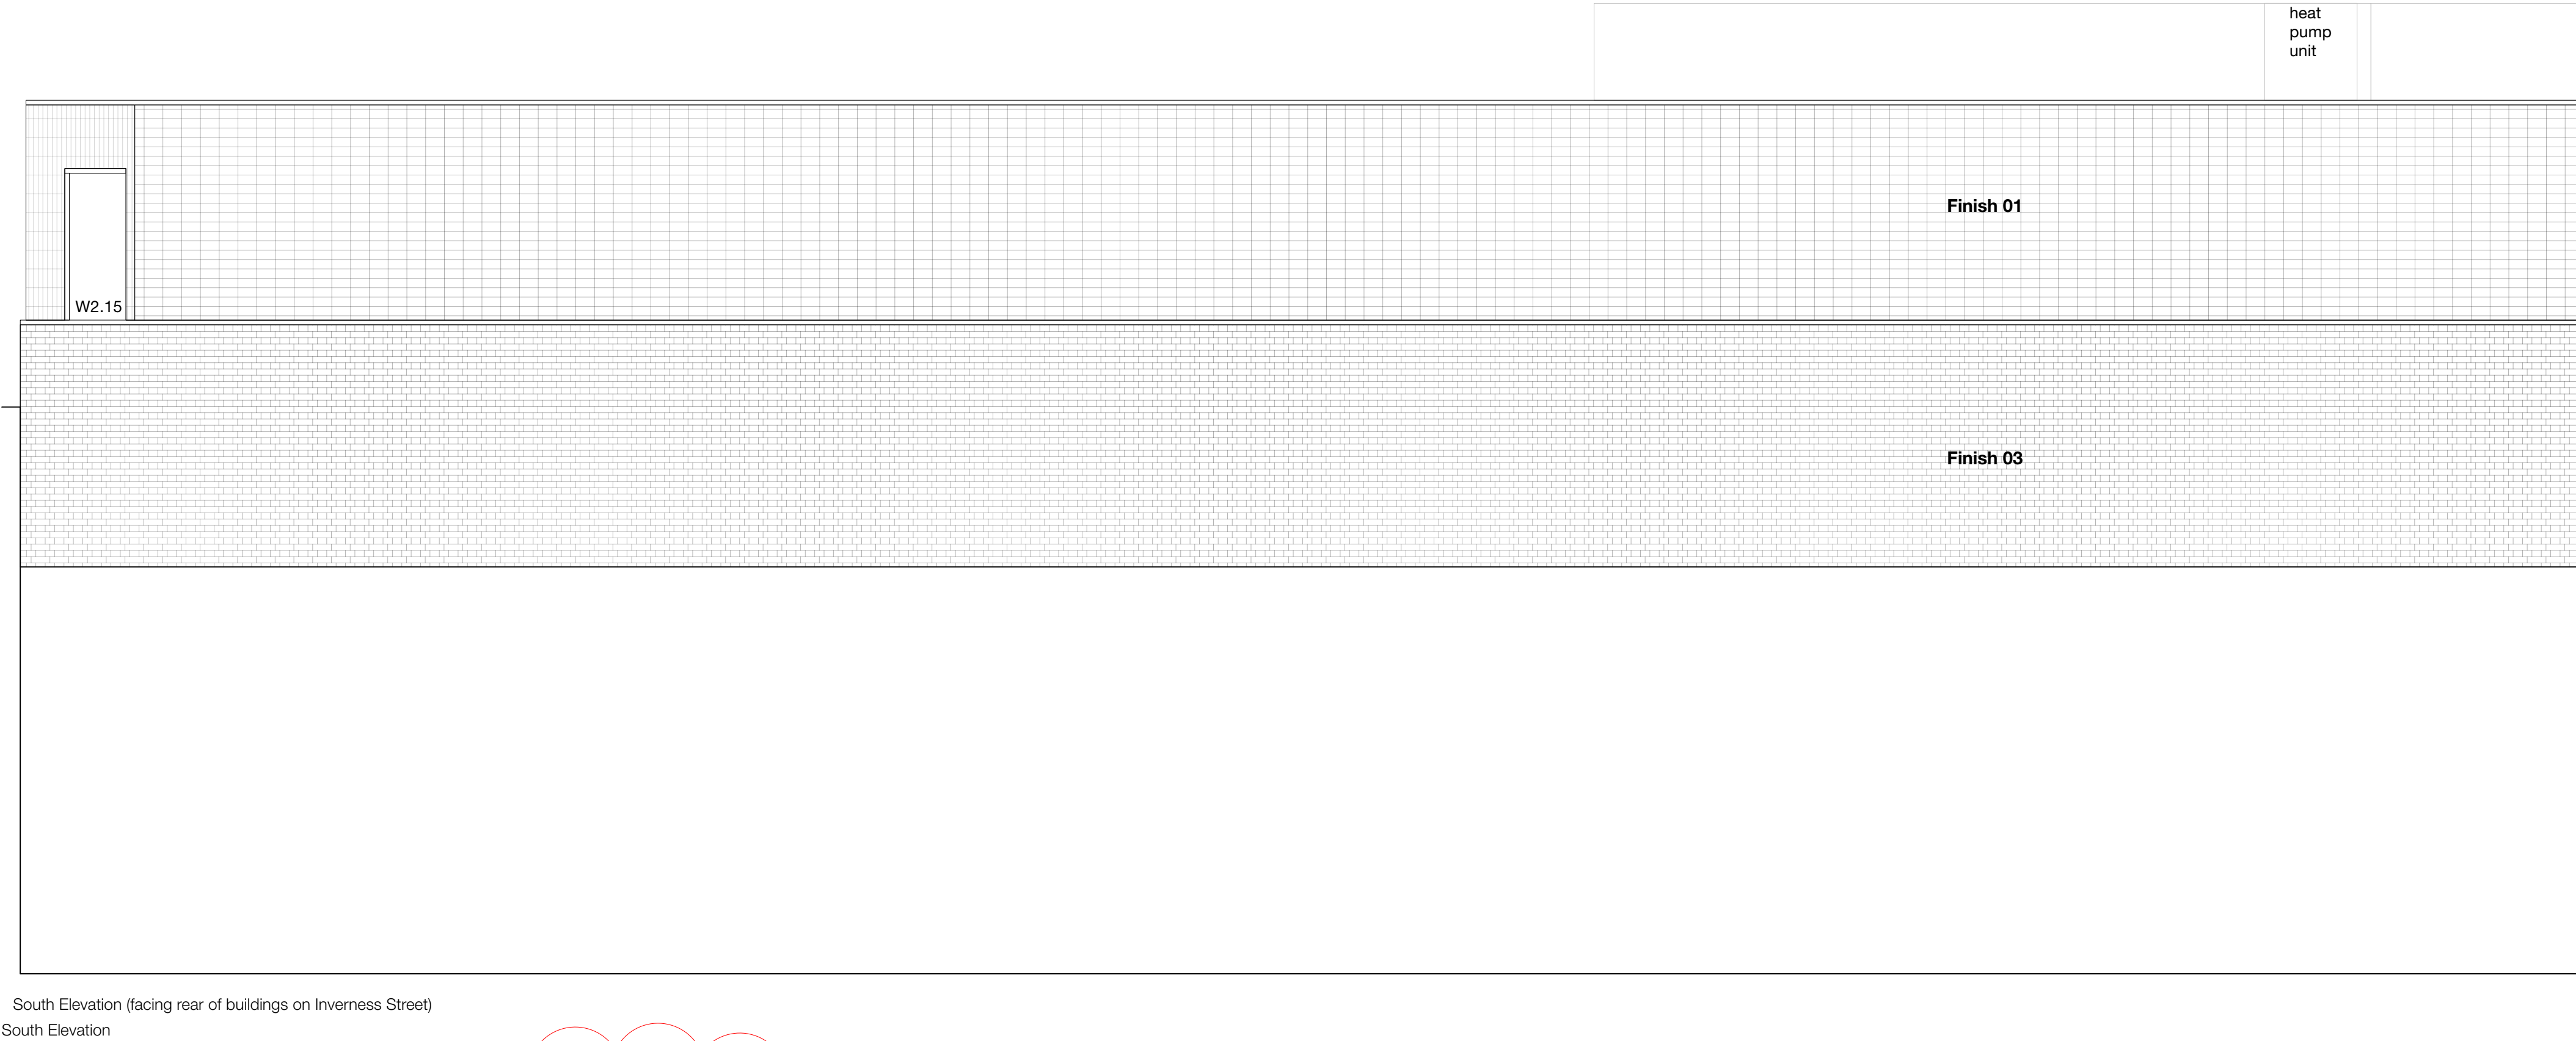 heat
pump
unit
Finish 01
W2.15
Finish 03
South Elevation (facing rear of buildings on Inverness Street)
South Elevation